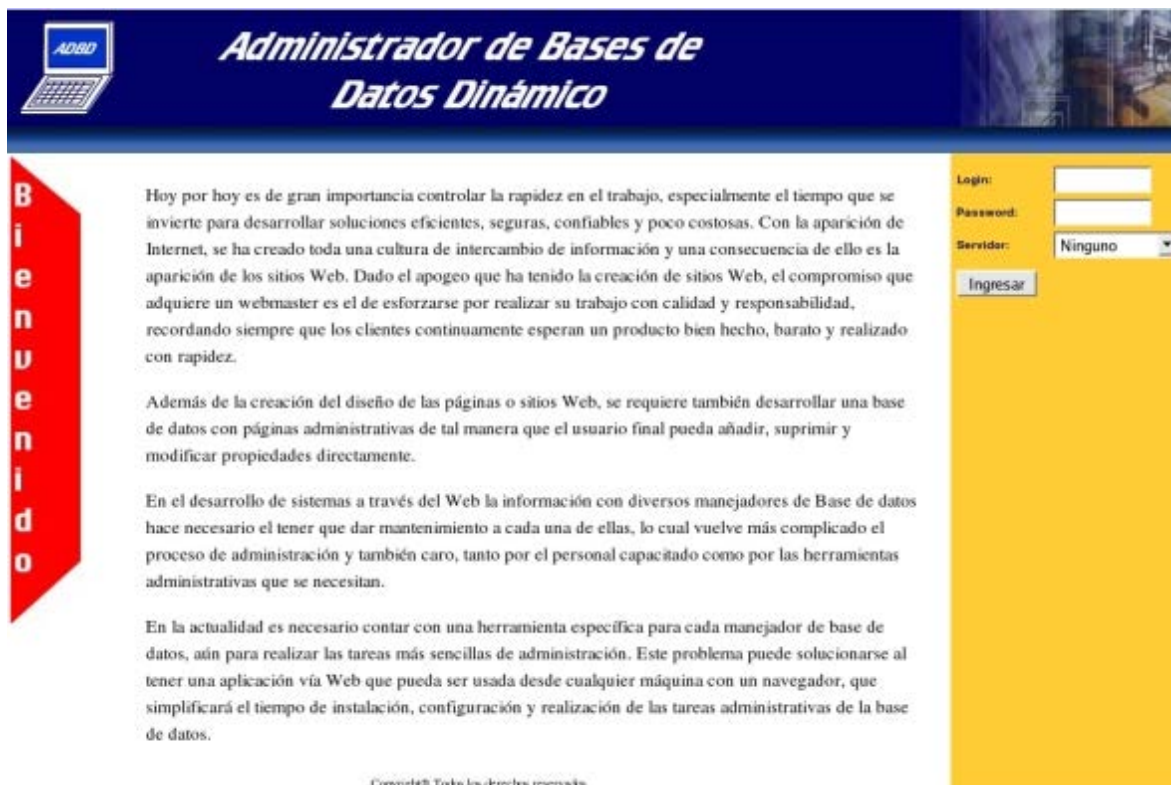 ADBD
Administrador de Bases de
Datos Dinámico
Bienvenido
Hoy por hoy es de gran importancia controlar la rapidez en el trabajo, especialmente el tiempo que se
invierte para desarrollar soluciones eficientes, seguras, confiables y poco costosas. Con la aparición de
Internet, se ha creado toda una cultura de intercambio de información y una consecuencia de ello es la
aparición de los sitios Web. Dado el apogeo que ha tenido la creación de sitios Web, el compromiso que
adquiere un webmaster es el de esforzarse por realizar su trabajo con calidad y responsabilidad,
recordando siempre que los clientes continuamente esperan un producto bien hecho, barato y realizado
con rapidez.
Además de la creación del diseño de las páginas o sitios Web, se requiere también desarrollar una base
de datos con páginas administrativas de tal manera que el usuario final pueda añadir, suprimir y
modificar propiedades directamente.
En el desarrollo de sistemas a través del Web la información con diversos manejadores de Base de datos
hace necesario el tener que dar mantenimiento a cada una de ellas, lo cual vuelve más complicado el
proceso de administración y también caro, tanto por el personal capacitado como por las herramientas
administrativas que se necesitan.
En la actualidad es necesario contar con una herramienta específica para cada manejador de base de
datos, aún para realizar las tareas más sencillas de administración. Este problema puede solucionarse al
tener una aplicación vía Web que pueda ser usada desde cualquier máquina con un navegador, que
simplificará el tiempo de instalación, configuración y realización de las tareas administrativas de la base
de datos.
Copyright® Todos los derechos reservados
Login:
Password:
Servidor: Ninguno
Ingresar